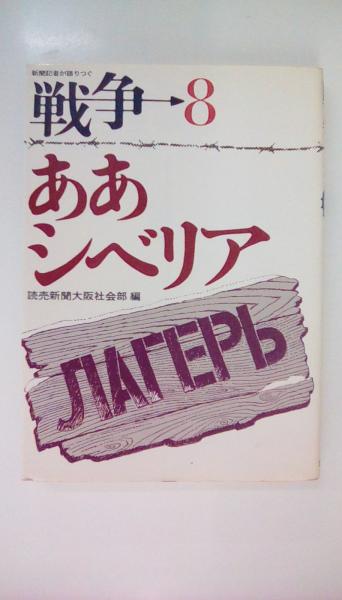 新聞記者が語りつぐ
戦争→8
ああ
シベリア
読売新聞大阪社会部 編
ЛАГЕРЬ